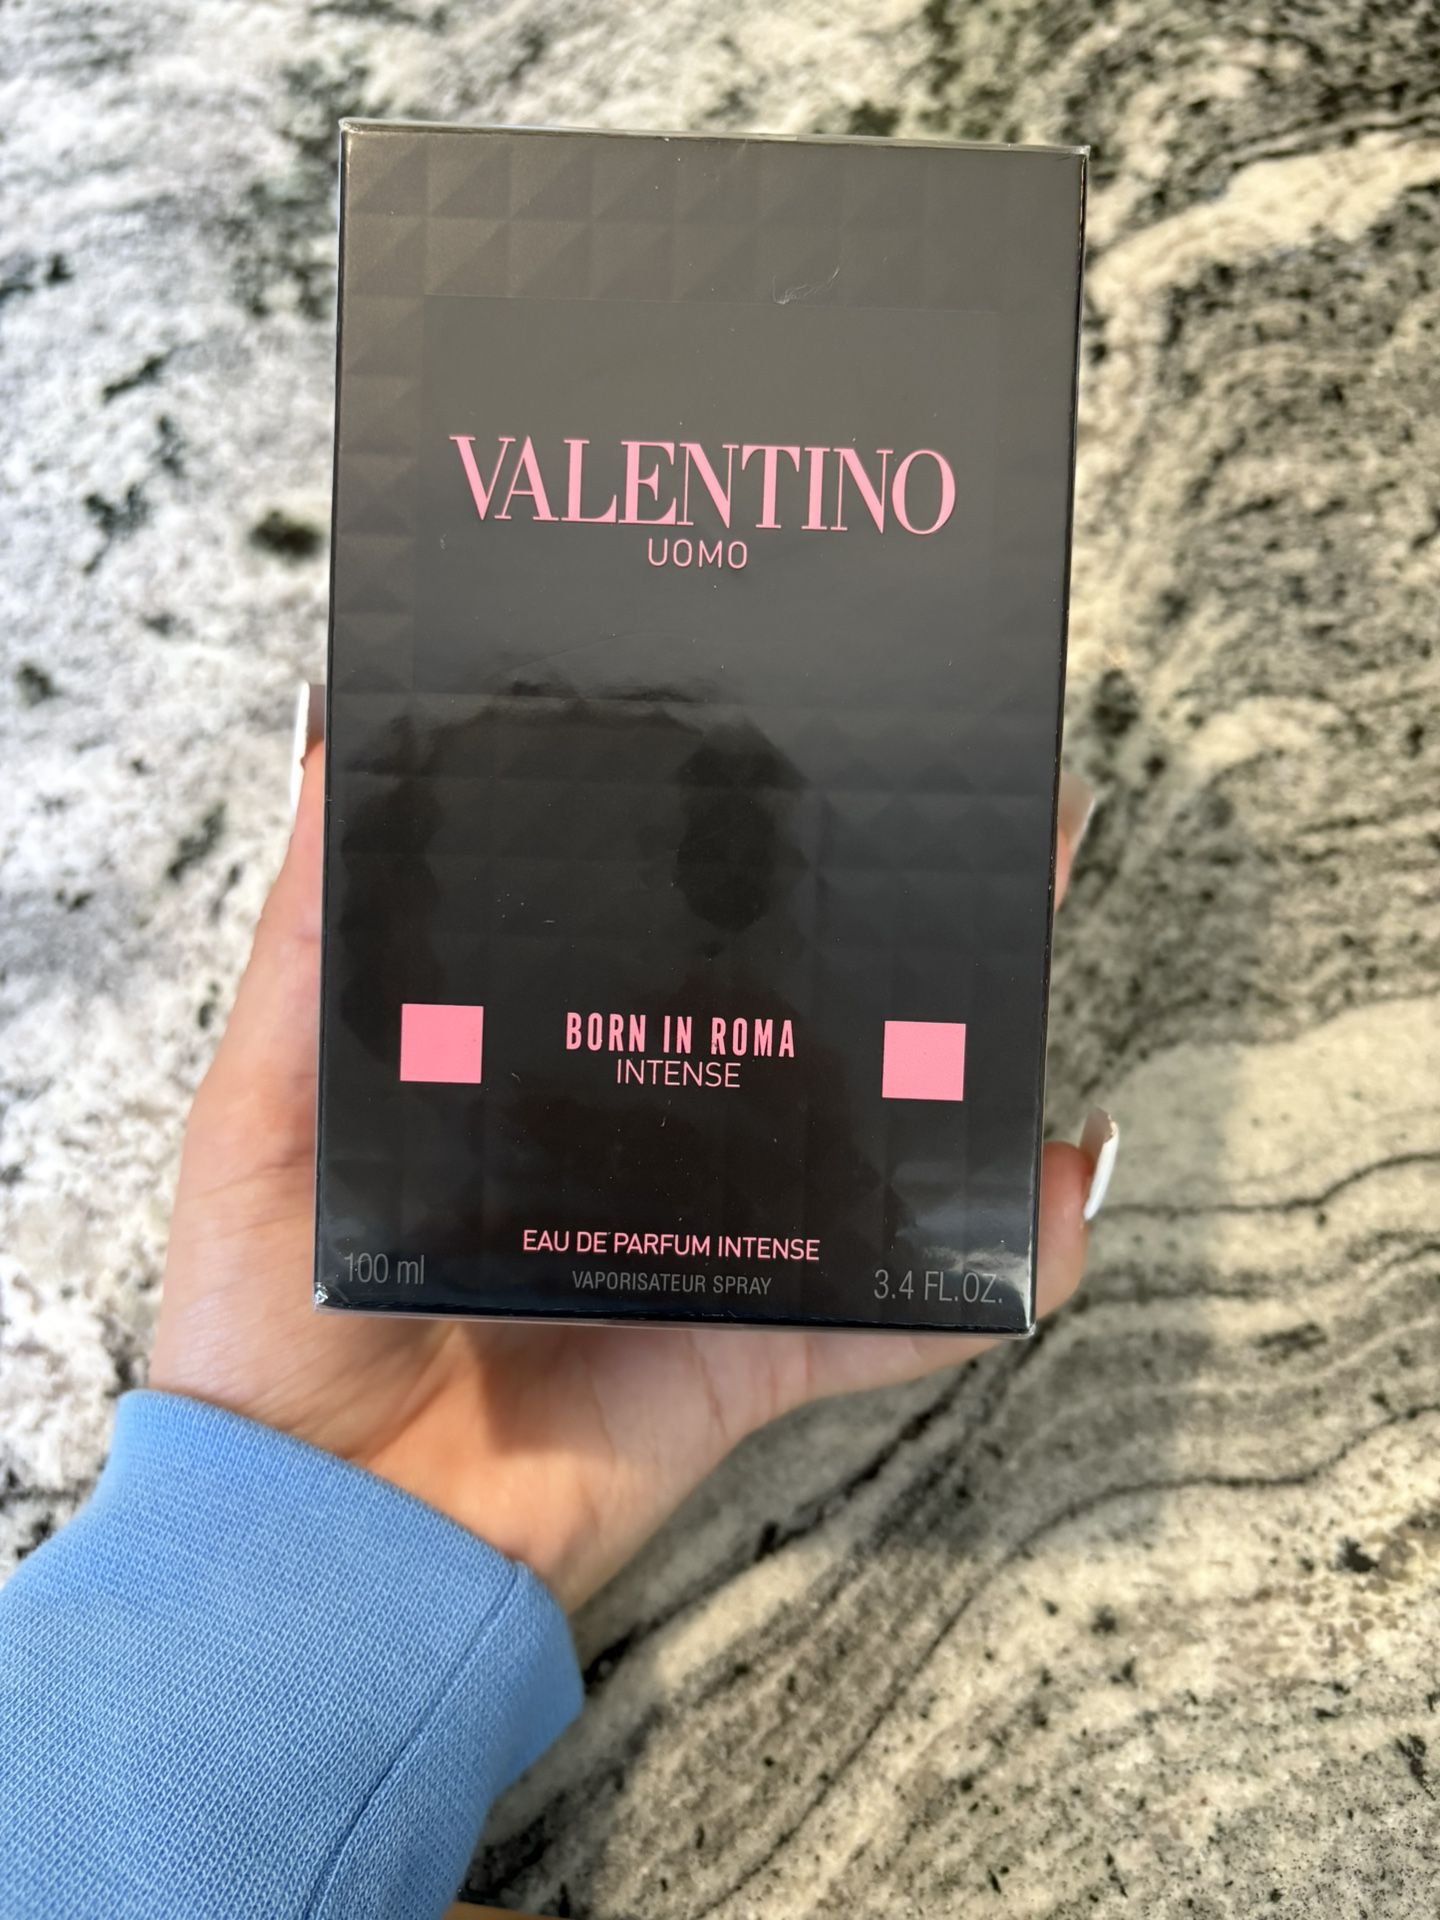 VALENTINO
UOMO
BORN IN ROMA
INTENSE
EAU DE PARFUM INTENSE
100 ml
VAPORISATEUR SPRAY
3.4 FL.OZ.